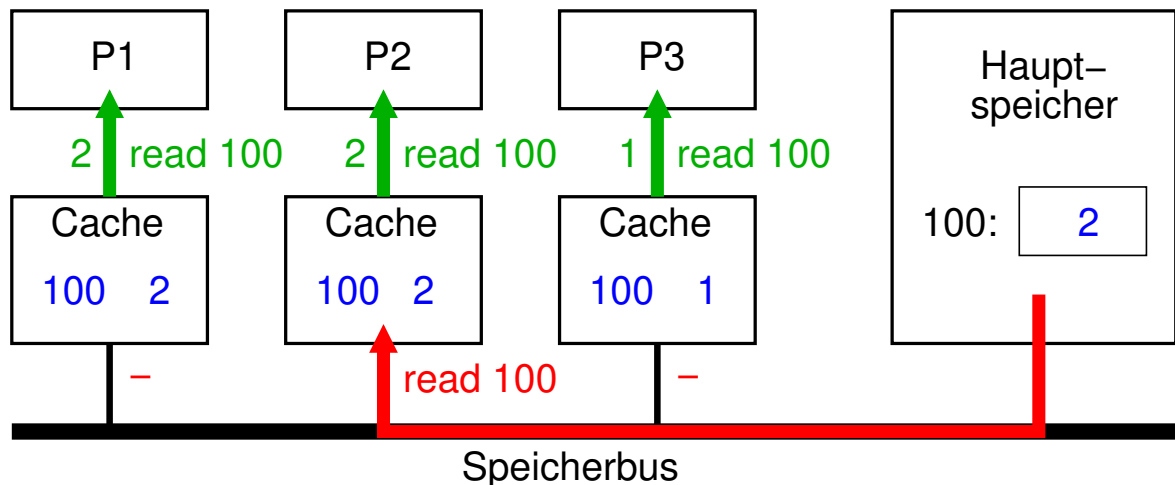 P1
P2
P3
Haupt–
speicher
2 read 100
2 read 100
1 read 100
Cache
Cache
Cache
100: 2
100 2
100 2
100 1
–
read 100
–
Speicherbus